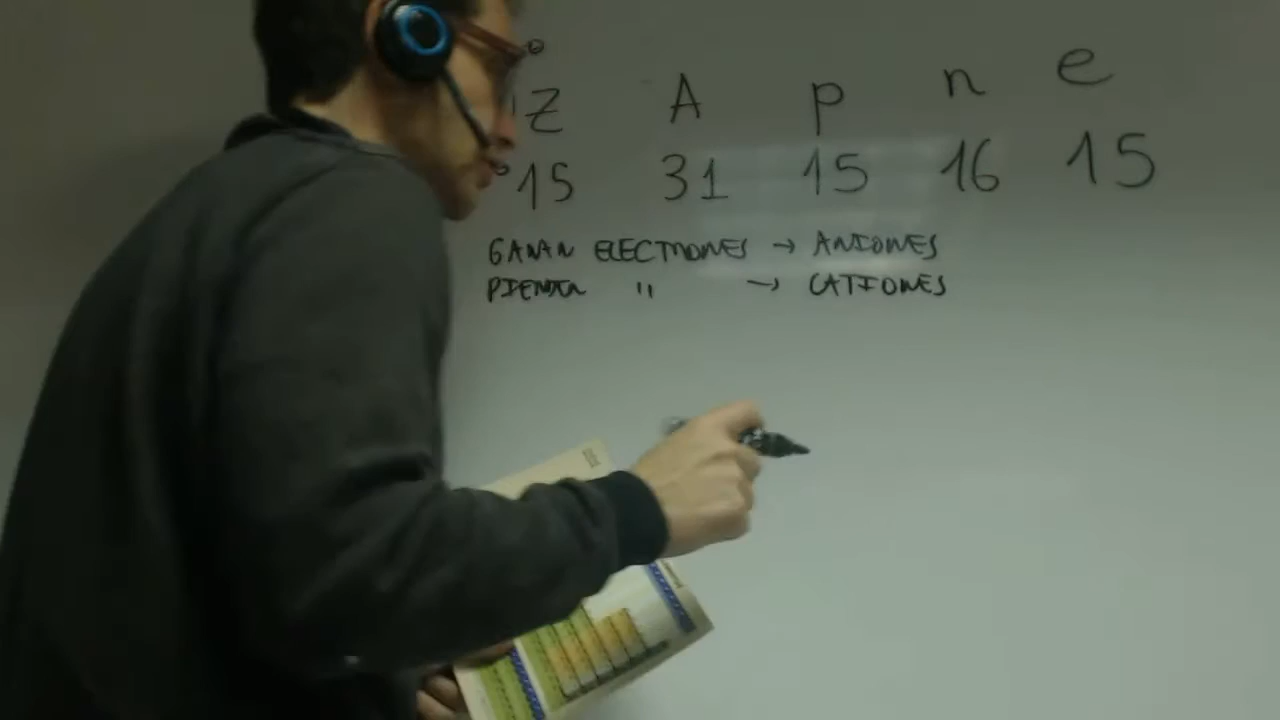 Z A p n e
15 31 15 16 15
GANAN ELECTRONES → ANIONES
PIERDEN " → CATIONES